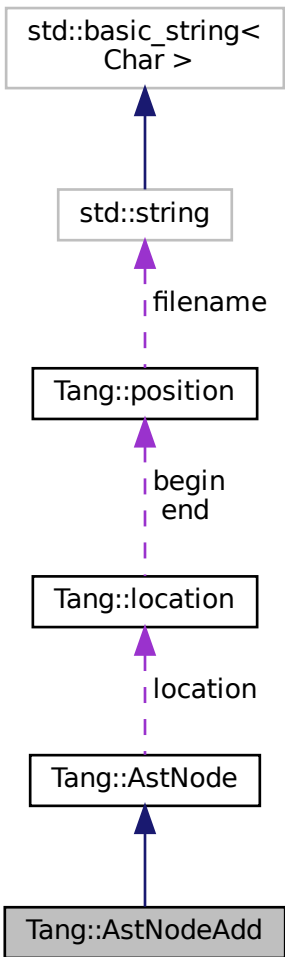 std::basic_string<
Char >
std::string
filename
Tang::position
begin
end
Tang::location
location
Tang::AstNode
Tang::AstNodeAdd